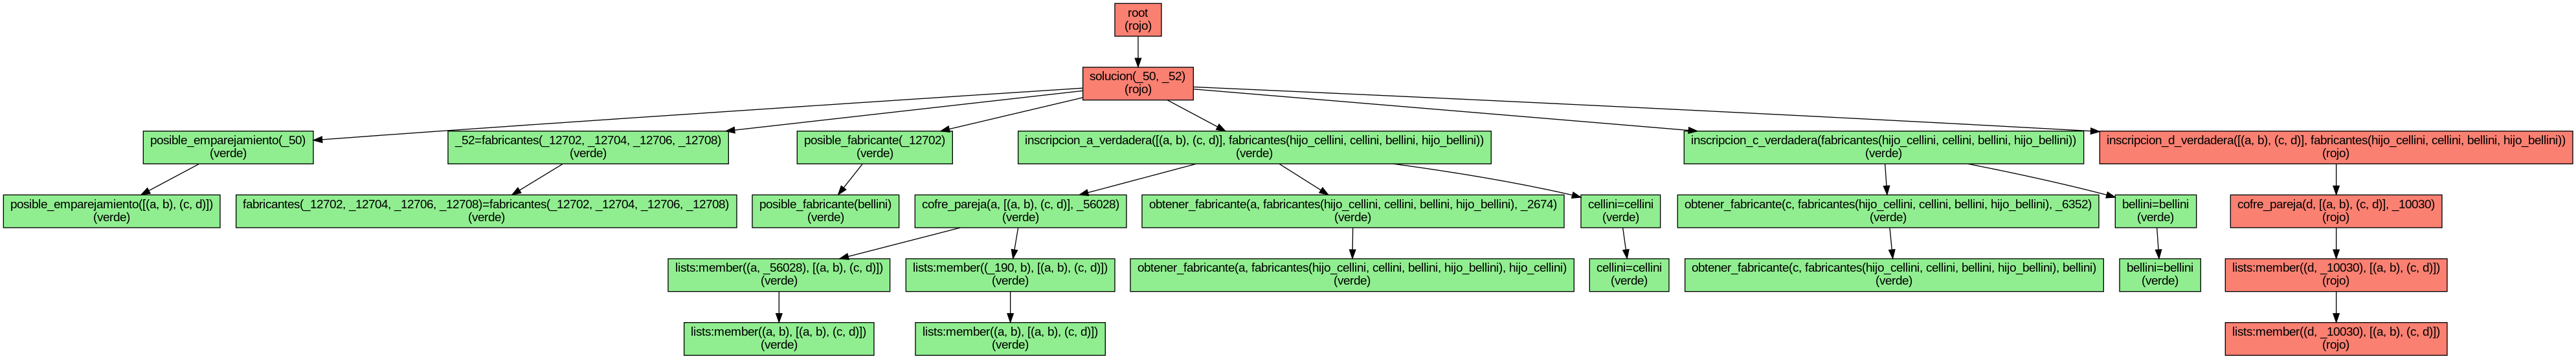 root
(rojo)
solucion(_50, _52)
(rojo)
posible_emparejamiento(_50)
(verde)
_52=fabricantes(_12702, _12704, _12706, _12708)
(verde)
posible_fabricante(_12702)
(verde)
inscripcion_a_verdadera([(a, b), (c, d)], fabricantes(hijo_cellini, cellini, bellini, hijo_bellini))
(verde)
inscripcion_c_verdadera(fabricantes(hijo_cellini, cellini, bellini, hijo_bellini))
(verde)
inscripcion_d_verdadera([(a, b), (c, d)], fabricantes(hijo_cellini, cellini, bellini, hijo_bellini))
(rojo)
posible_emparejamiento([(a, b), (c, d)])
(verde)
fabricantes(_12702, _12704, _12706, _12708)=fabricantes(_12702, _12704, _12706, _12708)
(verde)
posible_fabricante(bellini)
(verde)
cofre_pareja(a, [(a, b), (c, d)], _56028)
(verde)
obtener_fabricante(a, fabricantes(hijo_cellini, cellini, bellini, hijo_bellini), _2674)
(verde)
cellini=cellini
(verde)
obtener_fabricante(c, fabricantes(hijo_cellini, cellini, bellini, hijo_bellini), _6352)
(verde)
bellini=bellini
(verde)
cofre_pareja(d, [(a, b), (c, d)], _10030)
(rojo)
lists:member((a, _56028), [(a, b), (c, d)])
(verde)
lists:member((_190, b), [(a, b), (c, d)])
(verde)
obtener_fabricante(a, fabricantes(hijo_cellini, cellini, bellini, hijo_bellini), hijo_cellini)
(verde)
cellini=cellini
(verde)
obtener_fabricante(c, fabricantes(hijo_cellini, cellini, bellini, hijo_bellini), bellini)
(verde)
bellini=bellini
(verde)
lists:member((d, _10030), [(a, b), (c, d)])
(rojo)
lists:member((a, b), [(a, b), (c, d)])
(verde)
lists:member((a, b), [(a, b), (c, d)])
(verde)
lists:member((d, _10030), [(a, b), (c, d)])
(rojo)